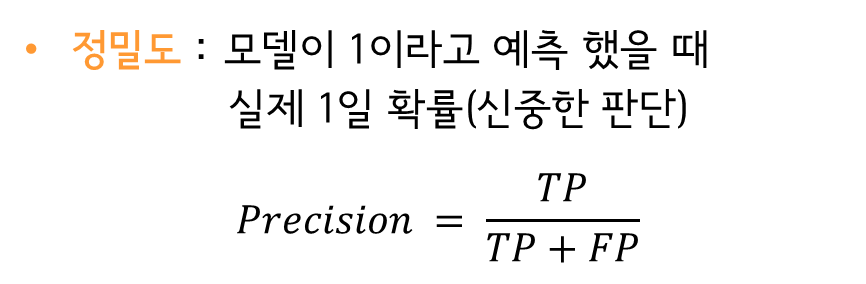 • 정밀도 : 모델이 1이라고 예측 했을 때
실제 1일 확률(신중한 판단)
Precision = TP / (TP + FP)